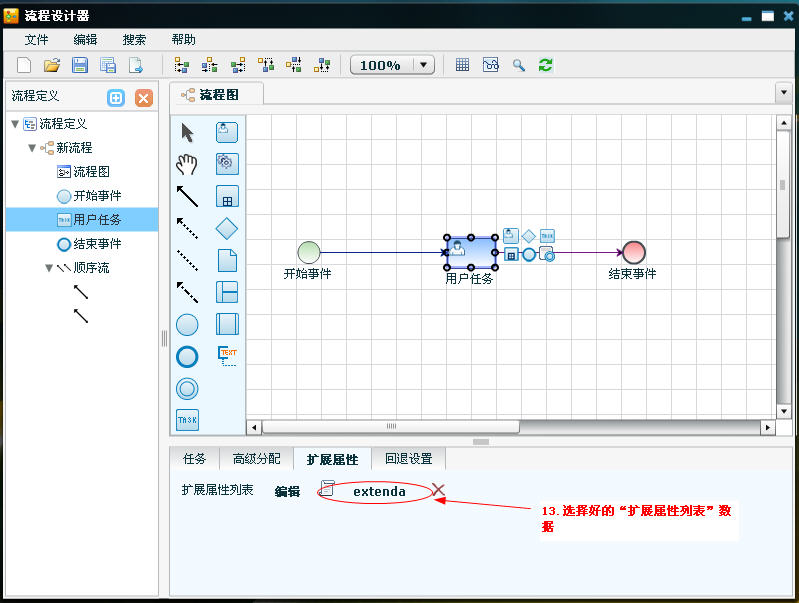 流程设计器
文件 编辑 搜索 帮助
100%
流程定义
流程图
流程定义
新流程
流程图
开始事件
TASK 用户任务
结束事件
顺序流
TEXT
TASK
开始事件
用户任务
TASK
结束事件
任务 高级分配 扩展属性 回退设置
扩展属性列表 编辑 extenda
13.选择好的“扩展属性列表”数
据